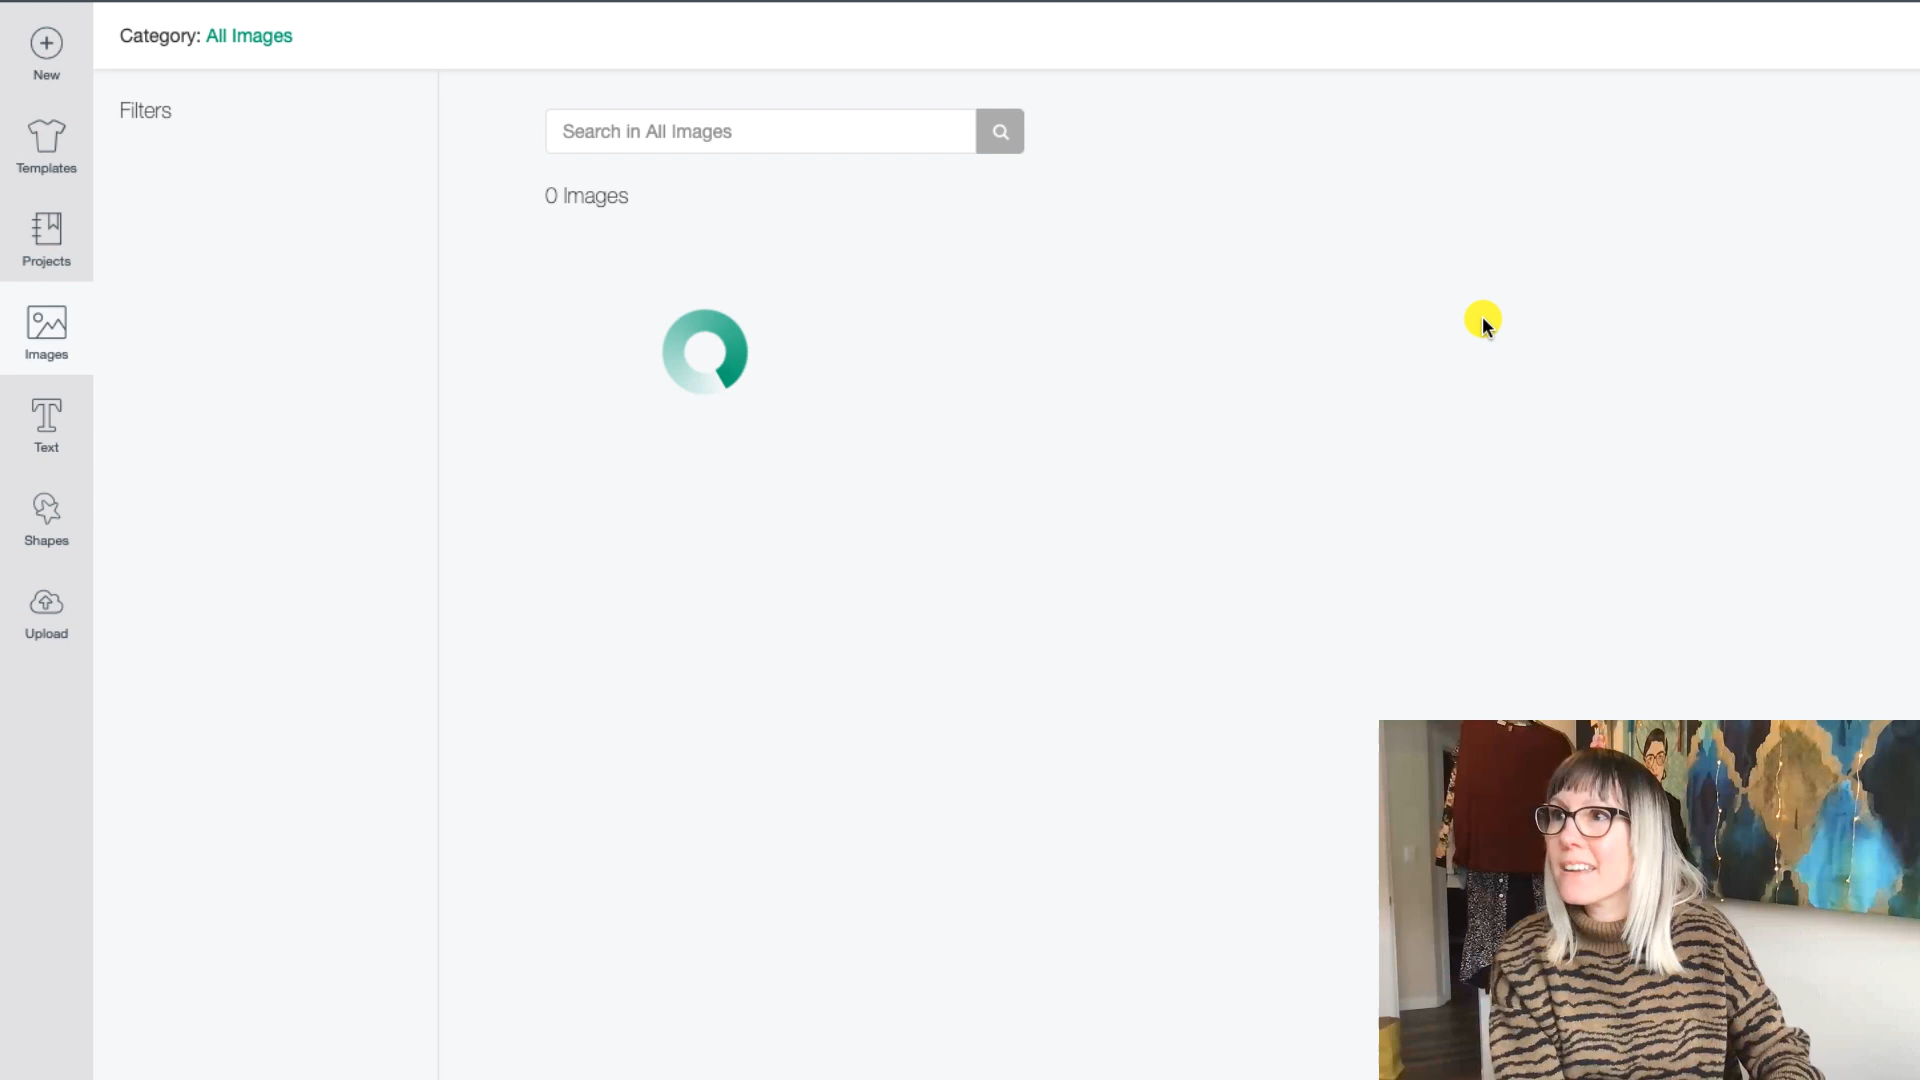 Category: All Images
New
Templates
Projects
Images
Text
Shapes
Upload
Filters
Search in All Images
0 Images